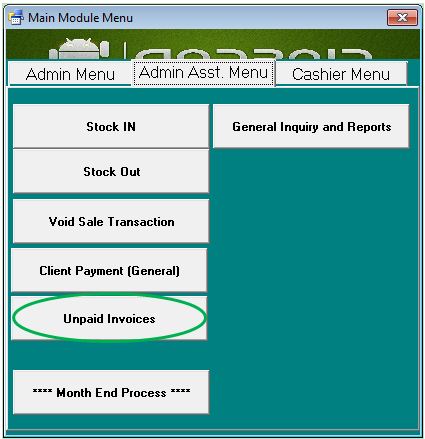 Main Module Menu
ANDROID
Admin Menu
Admin Asst. Menu
Cashier Menu
Stock IN
General Inquiry and Reports
Stock Out
Void Sale Transaction
Client Payment (General)
Unpaid Invoices
**** Month End Process ****